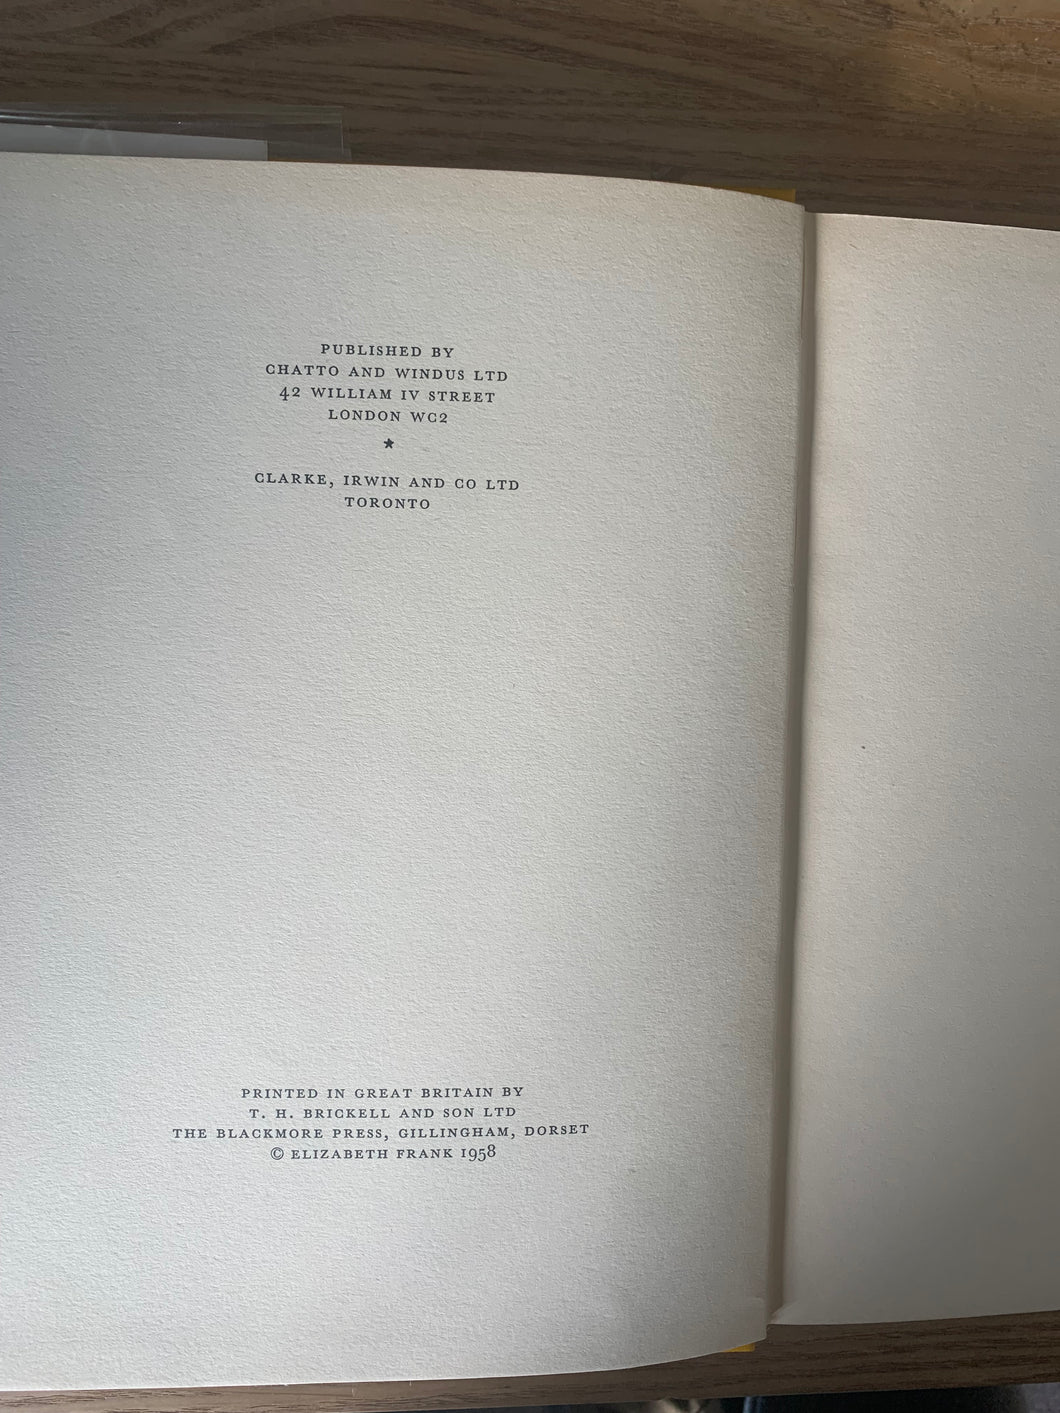 PUBLISHED BY
CHATTO AND WINDUS LTD
42 WILLIAM IV STREET
LONDON WC2
*
CLARKE, IRWIN AND CO LTD
TORONTO
PRINTED IN GREAT BRITAIN BY
T. H. BRICKELL AND SON LTD
THE BLACKMORE PRESS, GILLINGHAM, DORSET
© ELIZABETH FRANK 1958